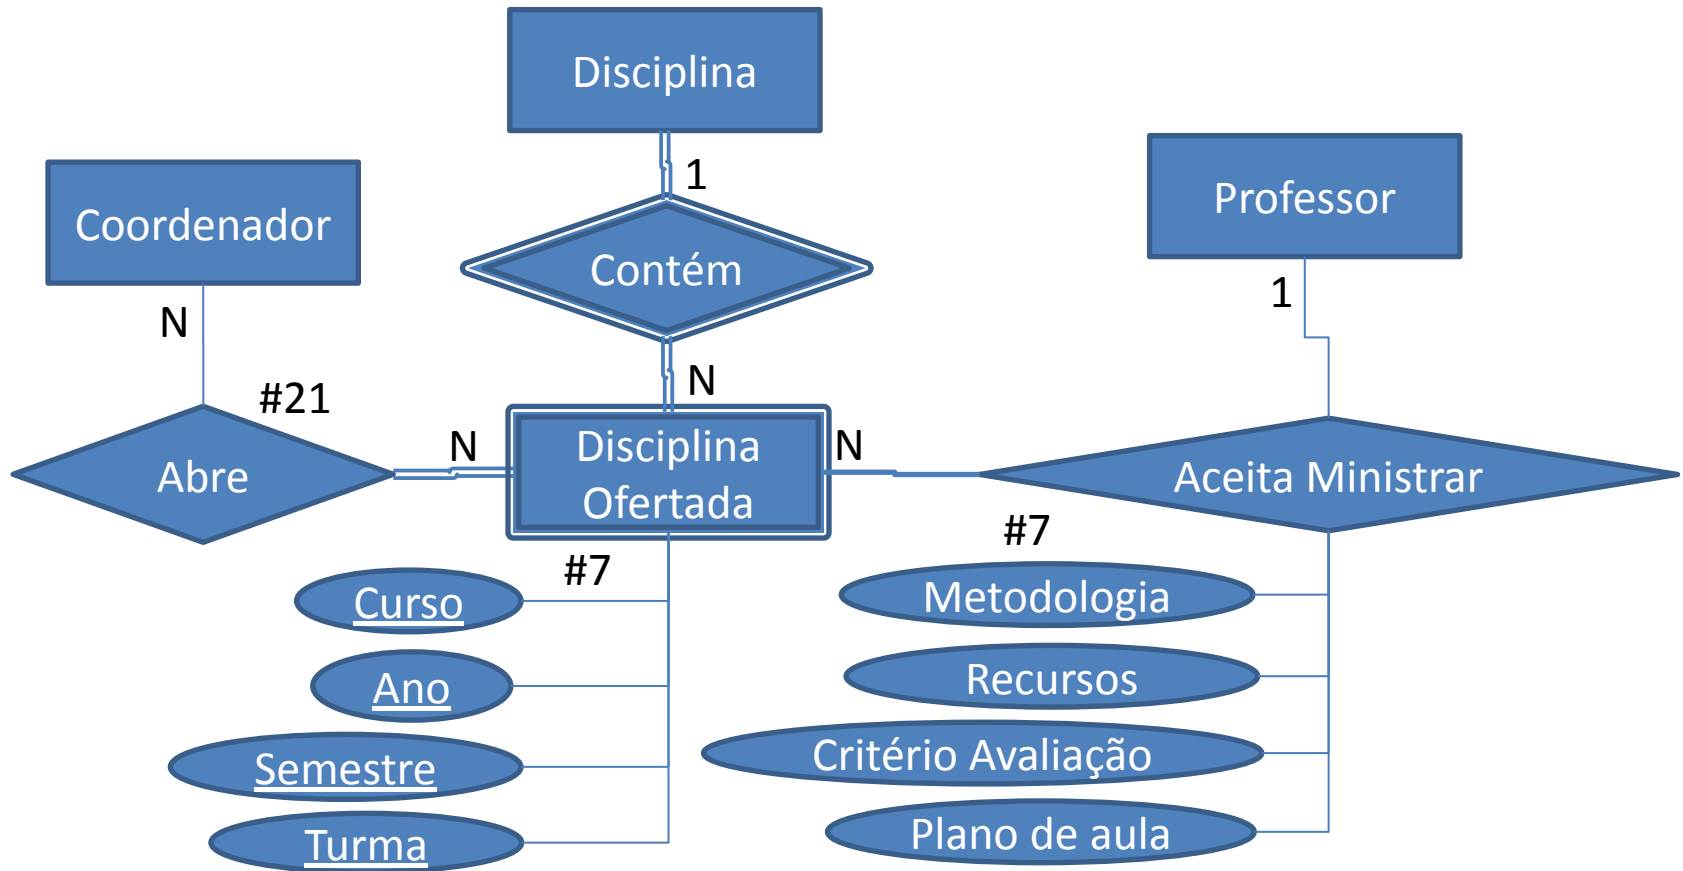 Disciplina
Professor
Coordenador
1
Contém
1
N
N
#21
N
Disciplina
Ofertada
N
Abre
Aceita Ministrar
#7
#7
Curso
Ano
Semestre
Turma
Metodologia
Recursos
Critério Avaliação
Plano de aula